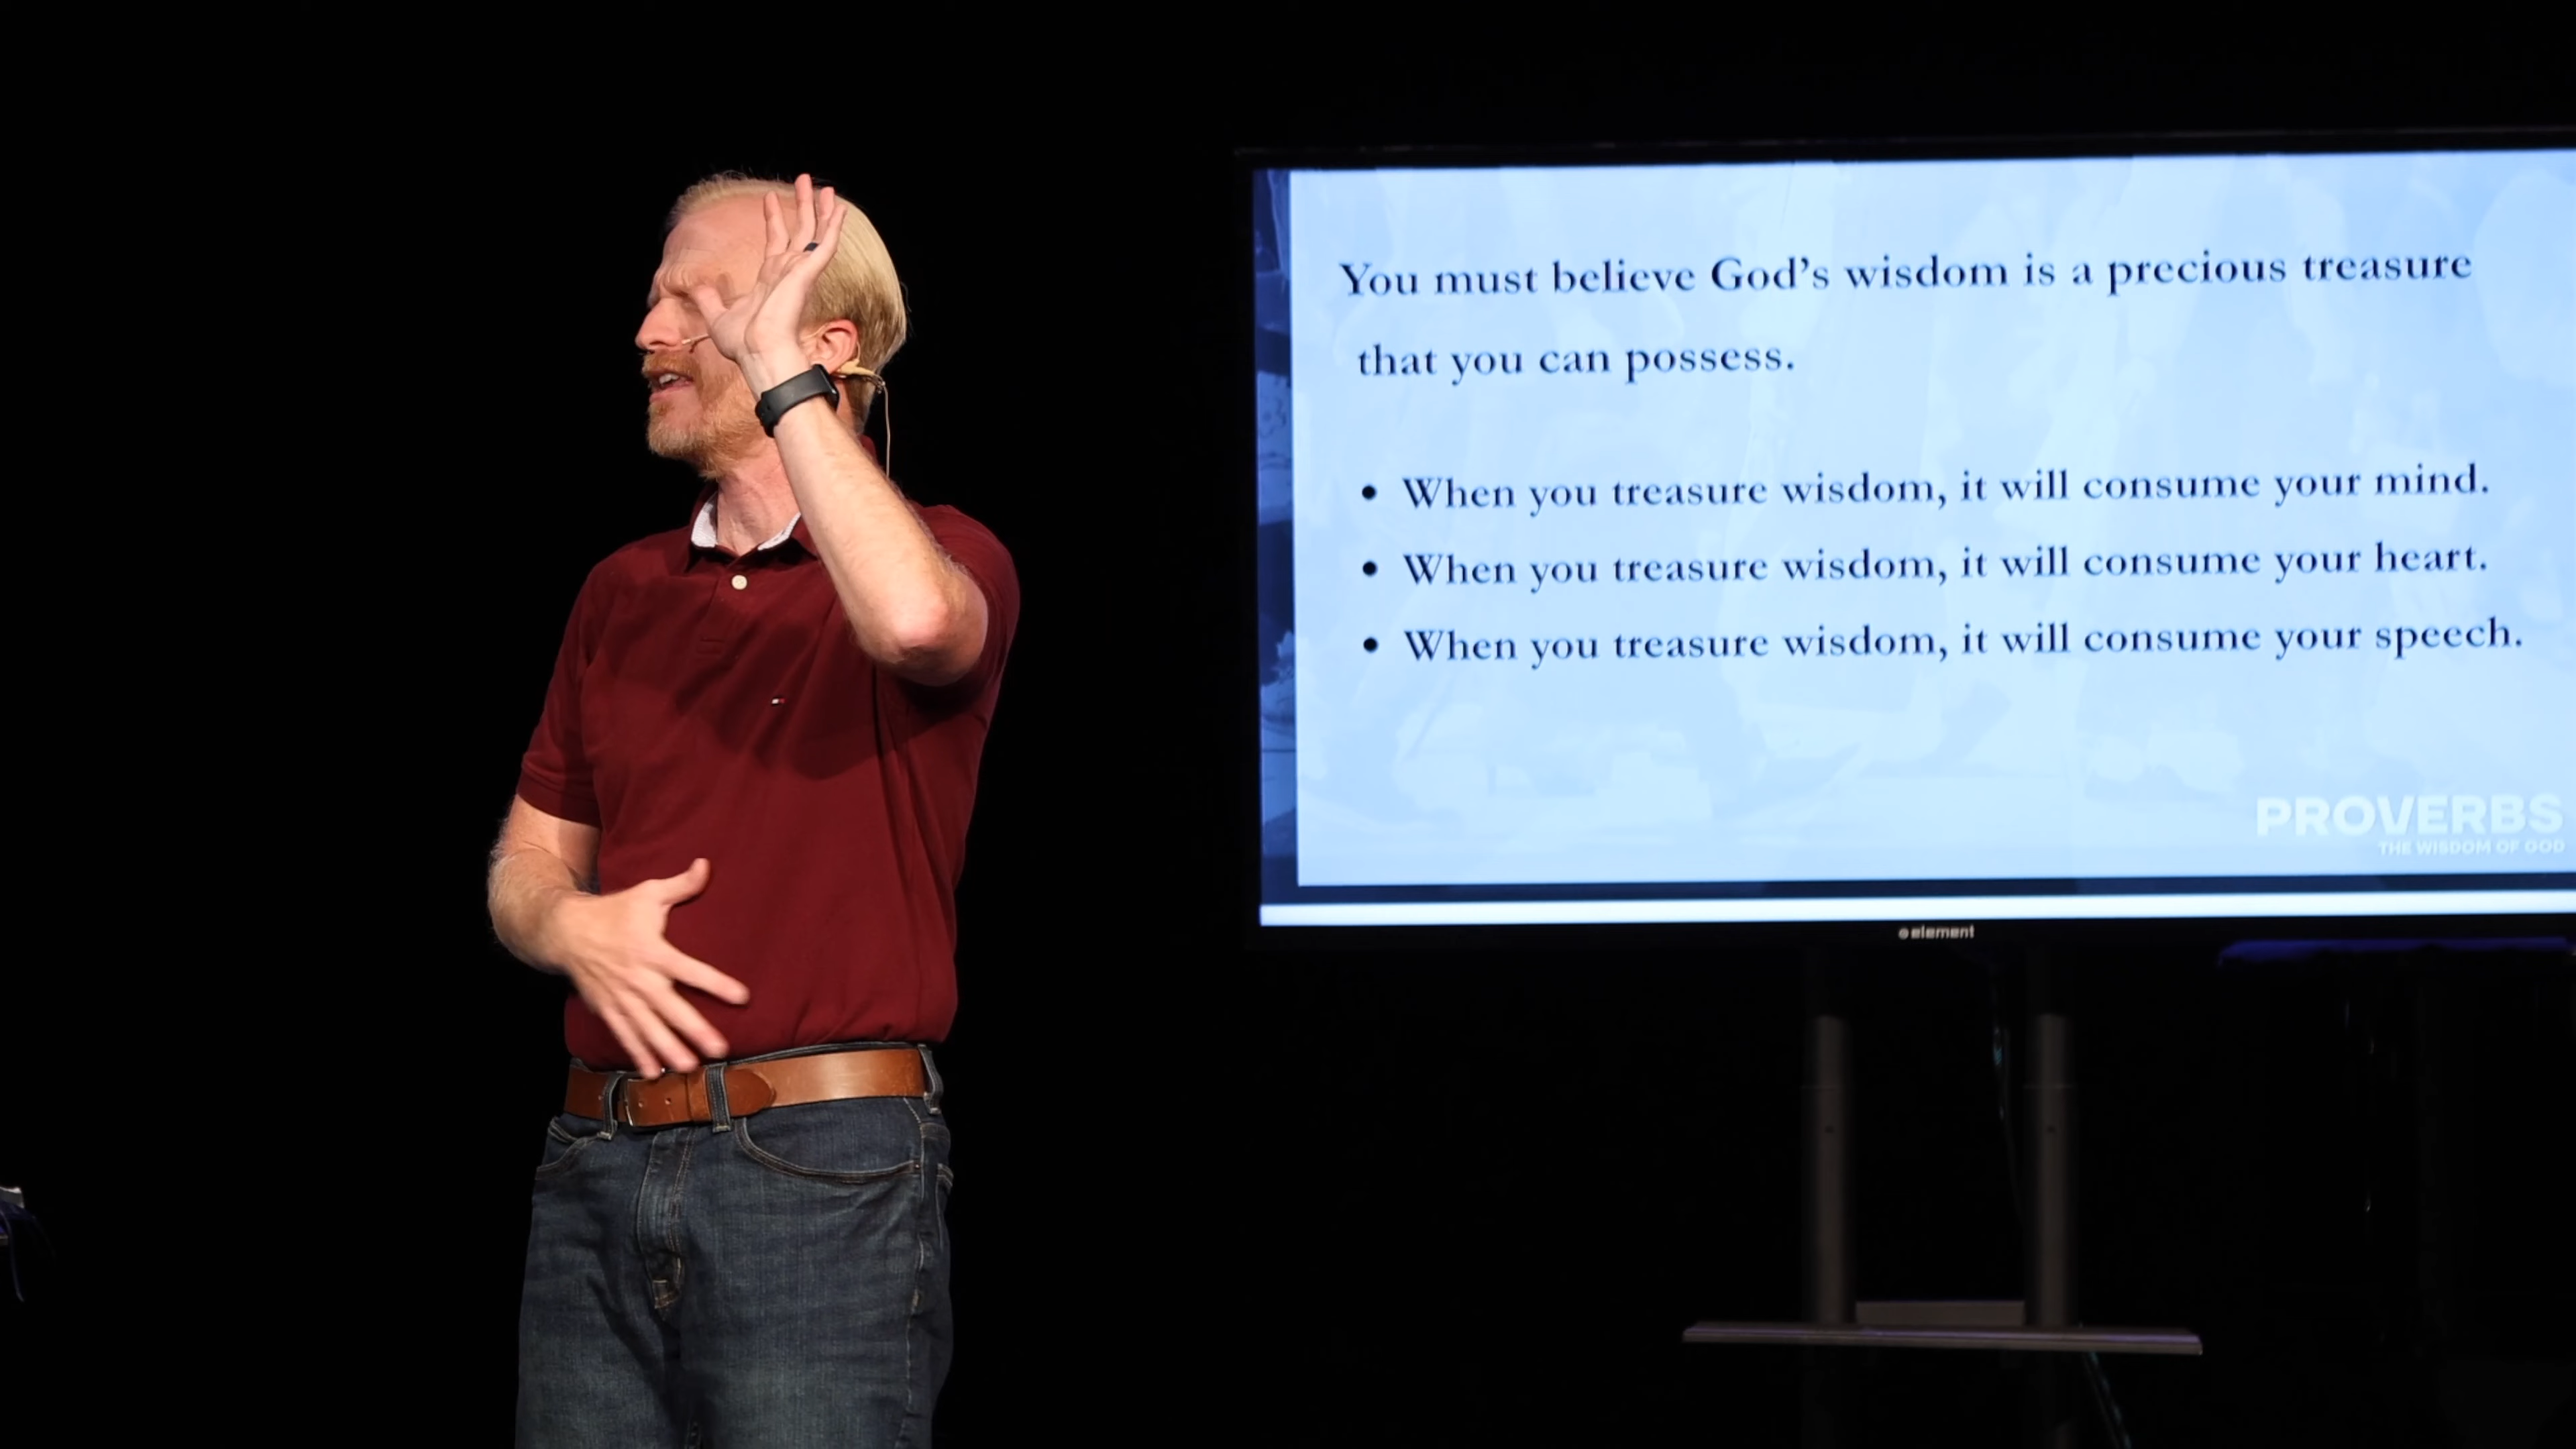 You must believe God's wisdom is a precious treasure
that you can possess.
• When you treasure wisdom, it will consume your mind.
• When you treasure wisdom, it will consume your heart.
• When you treasure wisdom, it will consume your speech.
PROVERBS
THE WISDOM OF GOD
element